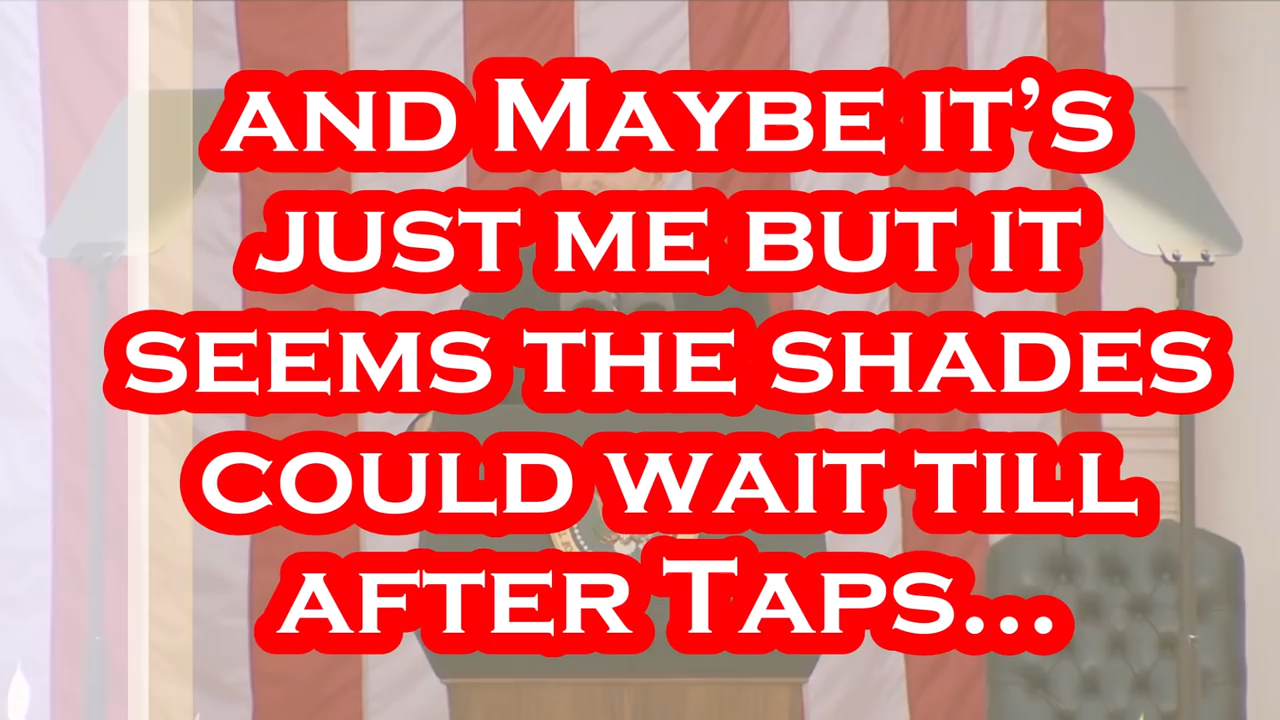 AND MAYBE IT'S
JUST ME BUT IT
SEEMS THE SHADES
COULD WAIT TILL
AFTER TAPS...